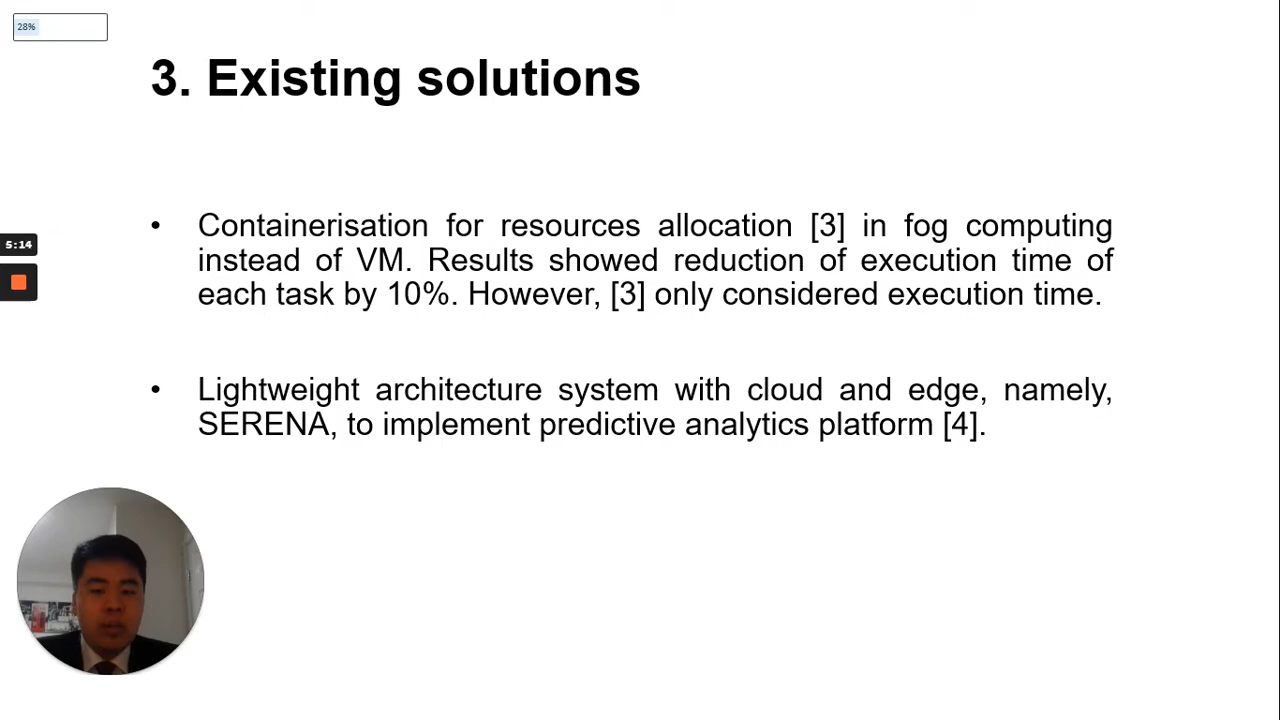 28%
3. Existing solutions
• Containerisation for resources allocation [3] in fog computing
instead of VM. Results showed reduction of execution time of
each task by 10%. However, [3] only considered execution time.
5:14
• Lightweight architecture system with cloud and edge, namely,
SERENA, to implement predictive analytics platform [4].